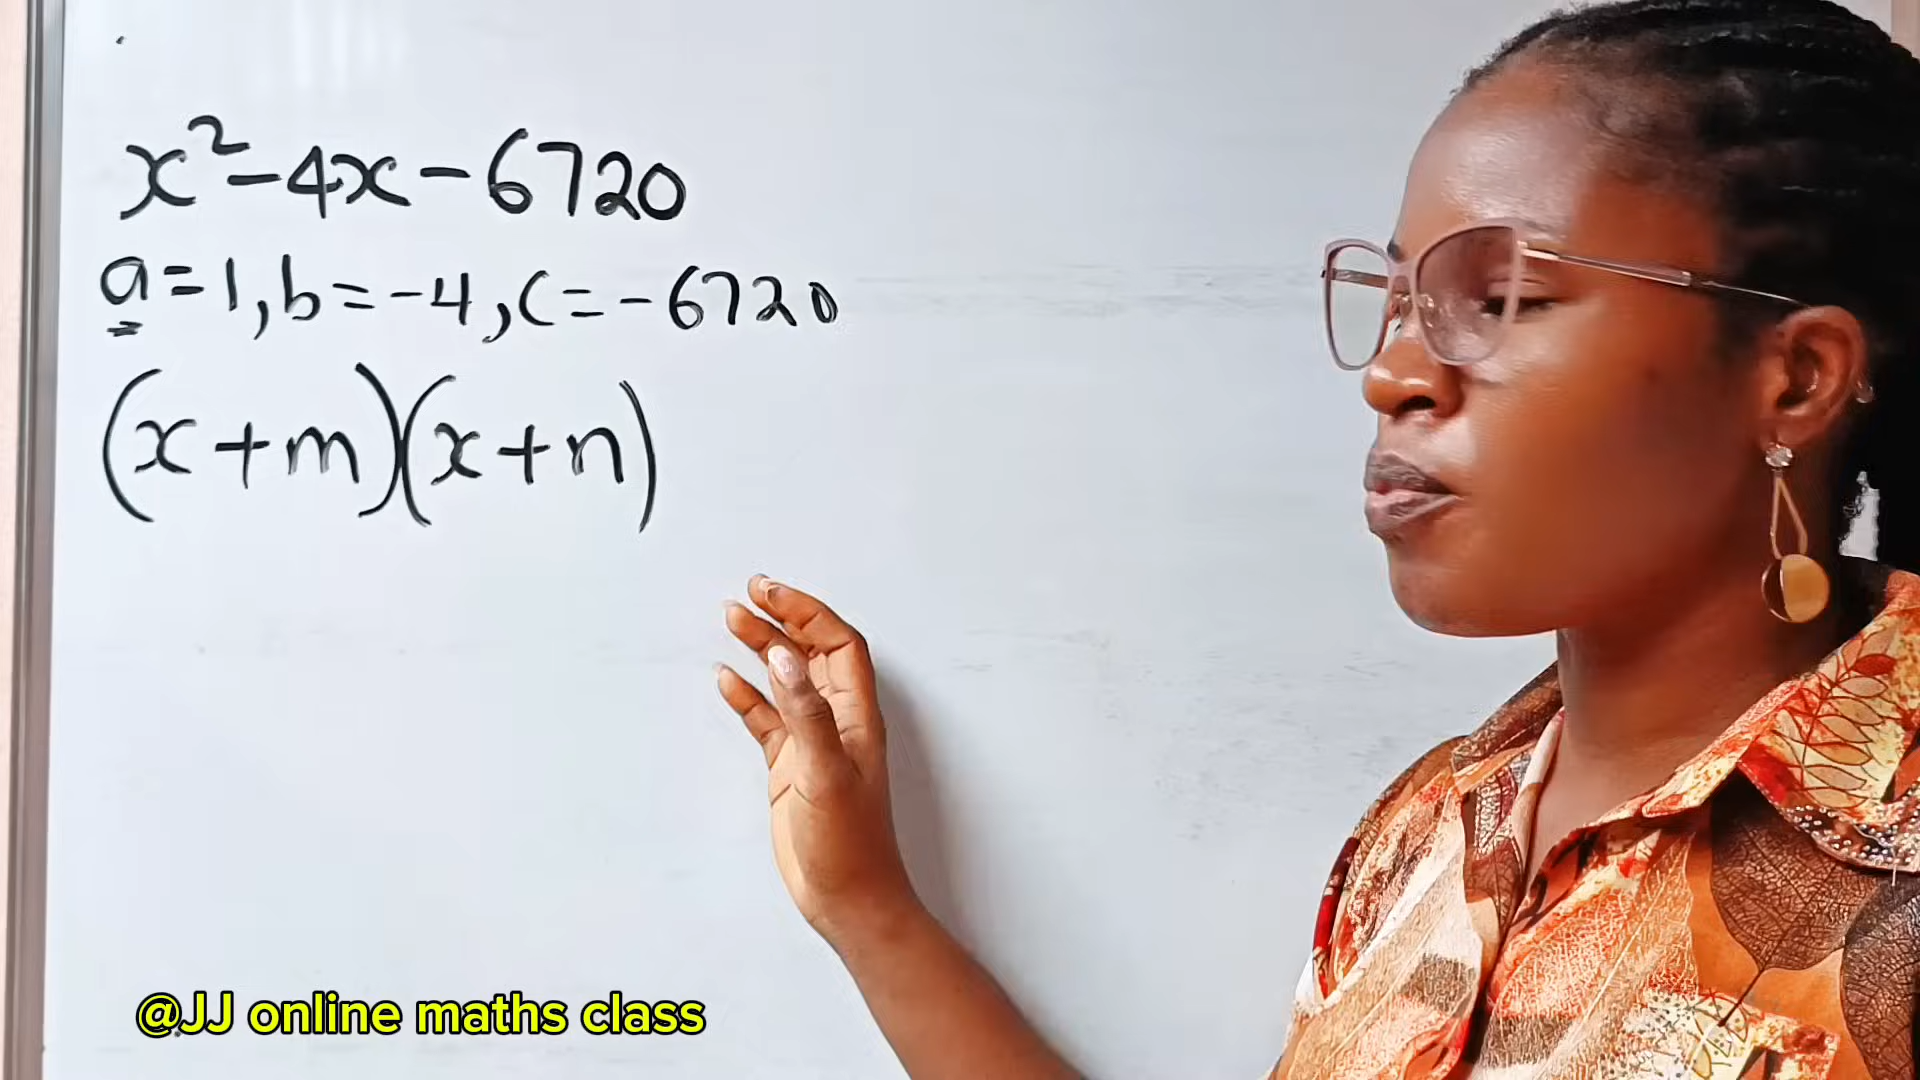 x² - 4x - 6720
a = 1, b = -4, c = -6720
(x + m)(x + n)
@JJ online maths class